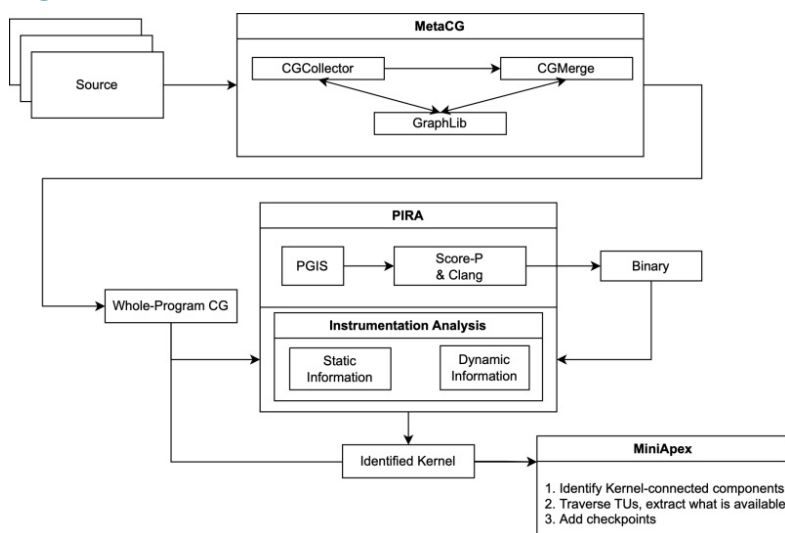 MetaCG
CGCollector
CGMerge
Source
GraphLib
PIRA
PGIS
Score-P
& Clang
Binary
Whole-Program CG
Instrumentation Analysis
Static
Information
Dynamic
Information
Identified Kernel
MiniApex
1. Identify Kernel-connected components
2. Traverse TUs, extract what is available
3. Add checkpoints